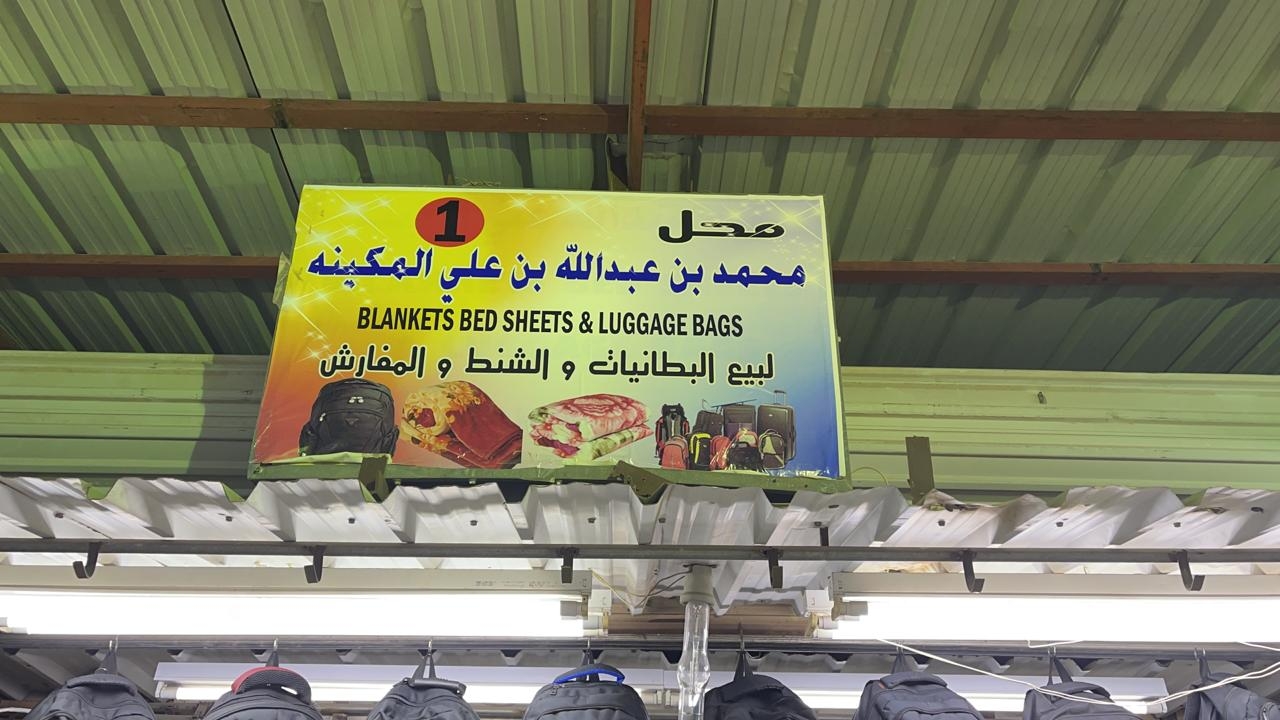 محل
1
محمد بن عبدالله بن علي المكينه
BLANKETS BED SHEETS & LUGGAGE BAGS
لبيع البطانيات و الشنط و المفارش